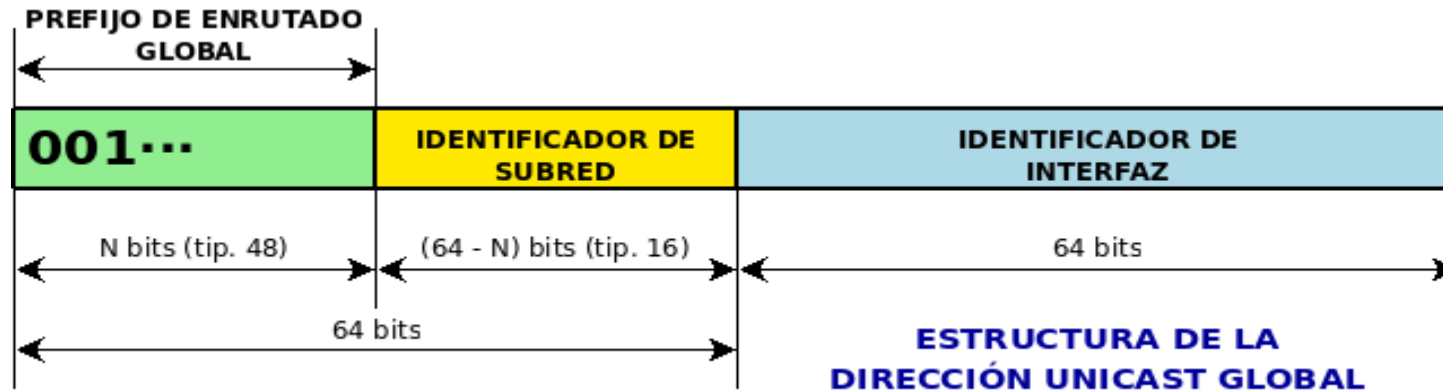 PREFIJO DE ENRUTADO
GLOBAL
001···
IDENTIFICADOR DE
SUBRED
IDENTIFICADOR DE
INTERFAZ
N bits (tip. 48)
(64 - N) bits (tip. 16)
64 bits
64 bits
ESTRUCTURA DE LA
DIRECCIÓN UNICAST GLOBAL